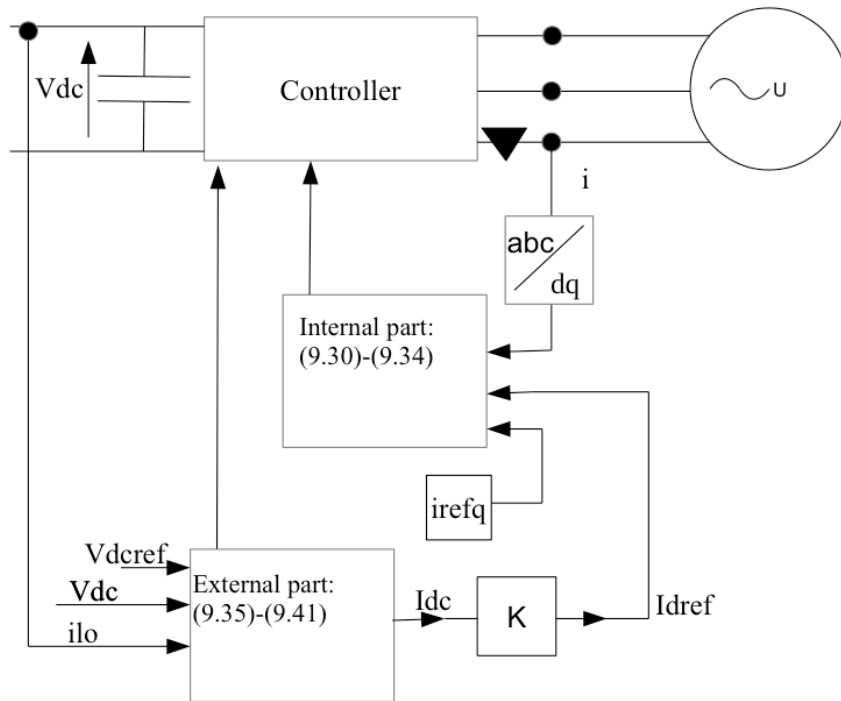 Vdc
Controller
U
i
abc
dq
Internal part:
(9.30)-(9.34)
irefq
Vdcref
Vdc
ilo
External part:
(9.35)-(9.41)
Idc
K
Idref